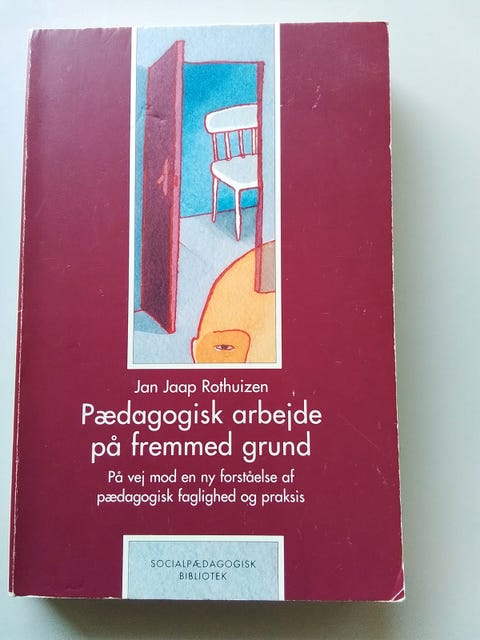 Jan Jaap Rothuizen
Pædagogisk arbejde
på fremmed grund
På vej mod en ny forståelse af
pædagogisk faglighed og praksis
SOCIALPÆDAGOGISK
BIBLIOTEK